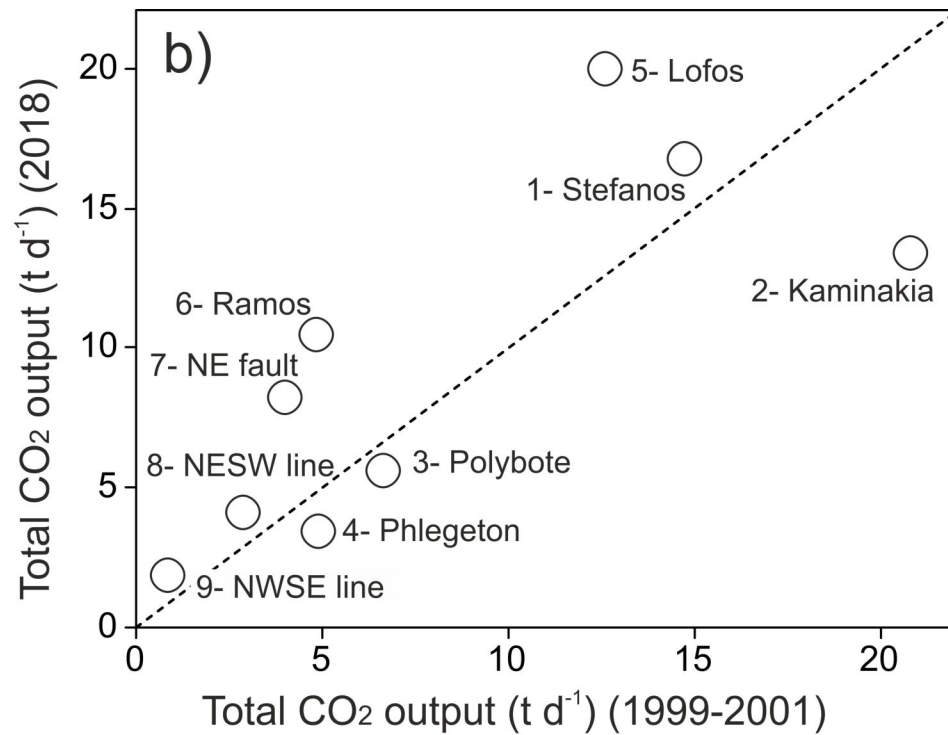 b)
20
15
10
5
0
Total CO2 output (t d-1) (2018)
5- Lofos
1- Stefanos
2- Kaminakia
6- Ramos
7- NE fault
8- NESW line
3- Polybote
4- Phlegeton
9- NWSE line
0 5 10 15 20
Total CO2 output (t d-1) (1999-2001)